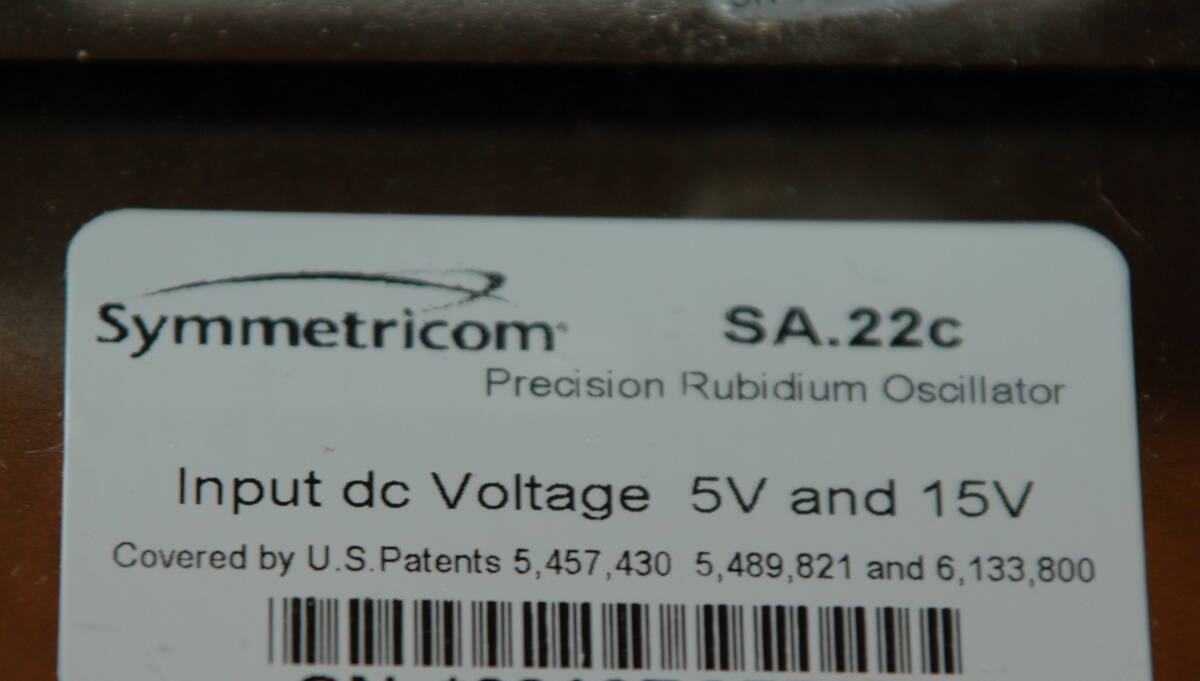 Symmetricom
SA.22c
Precision Rubidium Oscillator
Input dc Voltage 5V and 15V
Covered by U.S.Patents 5,457,430 5,489,821 and 6,133,800